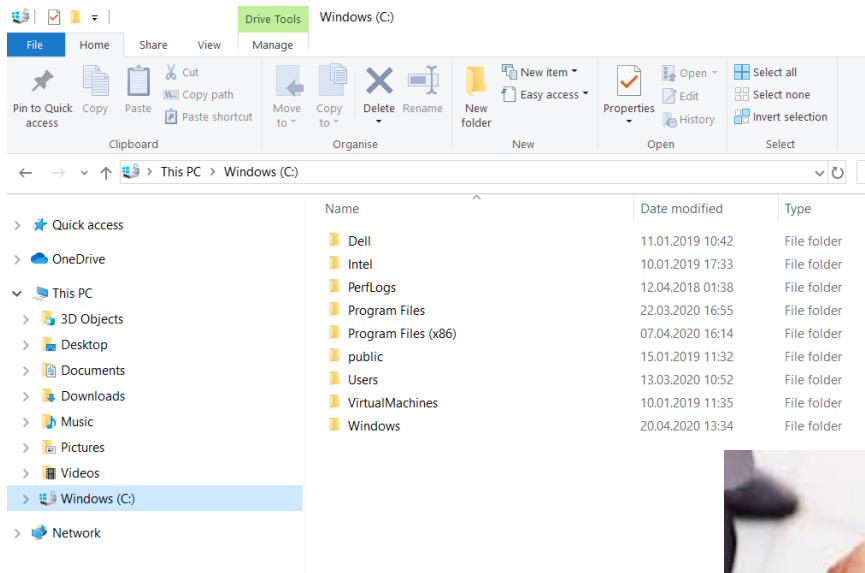 Drive Tools Windows (C:)
File Home Share View Manage
Pin to Quick access
Copy
Paste
Cut
Copy path
Paste shortcut
Clipboard
Move to
Copy to
Delete
Rename
Organise
New folder
New item
Easy access
New
Properties
Open
Edit
History
Open
Select all
Select none
Invert selection
Select
This PC > Windows (C:)
Quick access
OneDrive
This PC
3D Objects
Desktop
Documents
Downloads
Music
Pictures
Videos
Windows (C:)
Network
Name Date modified Type
Dell 11.01.2019 10:42 File folder
Intel 10.01.2019 17:33 File folder
PerfLogs 12.04.2018 01:38 File folder
Program Files 22.03.2020 16:55 File folder
Program Files (x86) 07.04.2020 16:14 File folder
public 15.01.2019 11:32 File folder
Users 13.03.2020 10:52 File folder
VirtualMachines 10.01.2019 11:35 File folder
Windows 20.04.2020 13:34 File folder